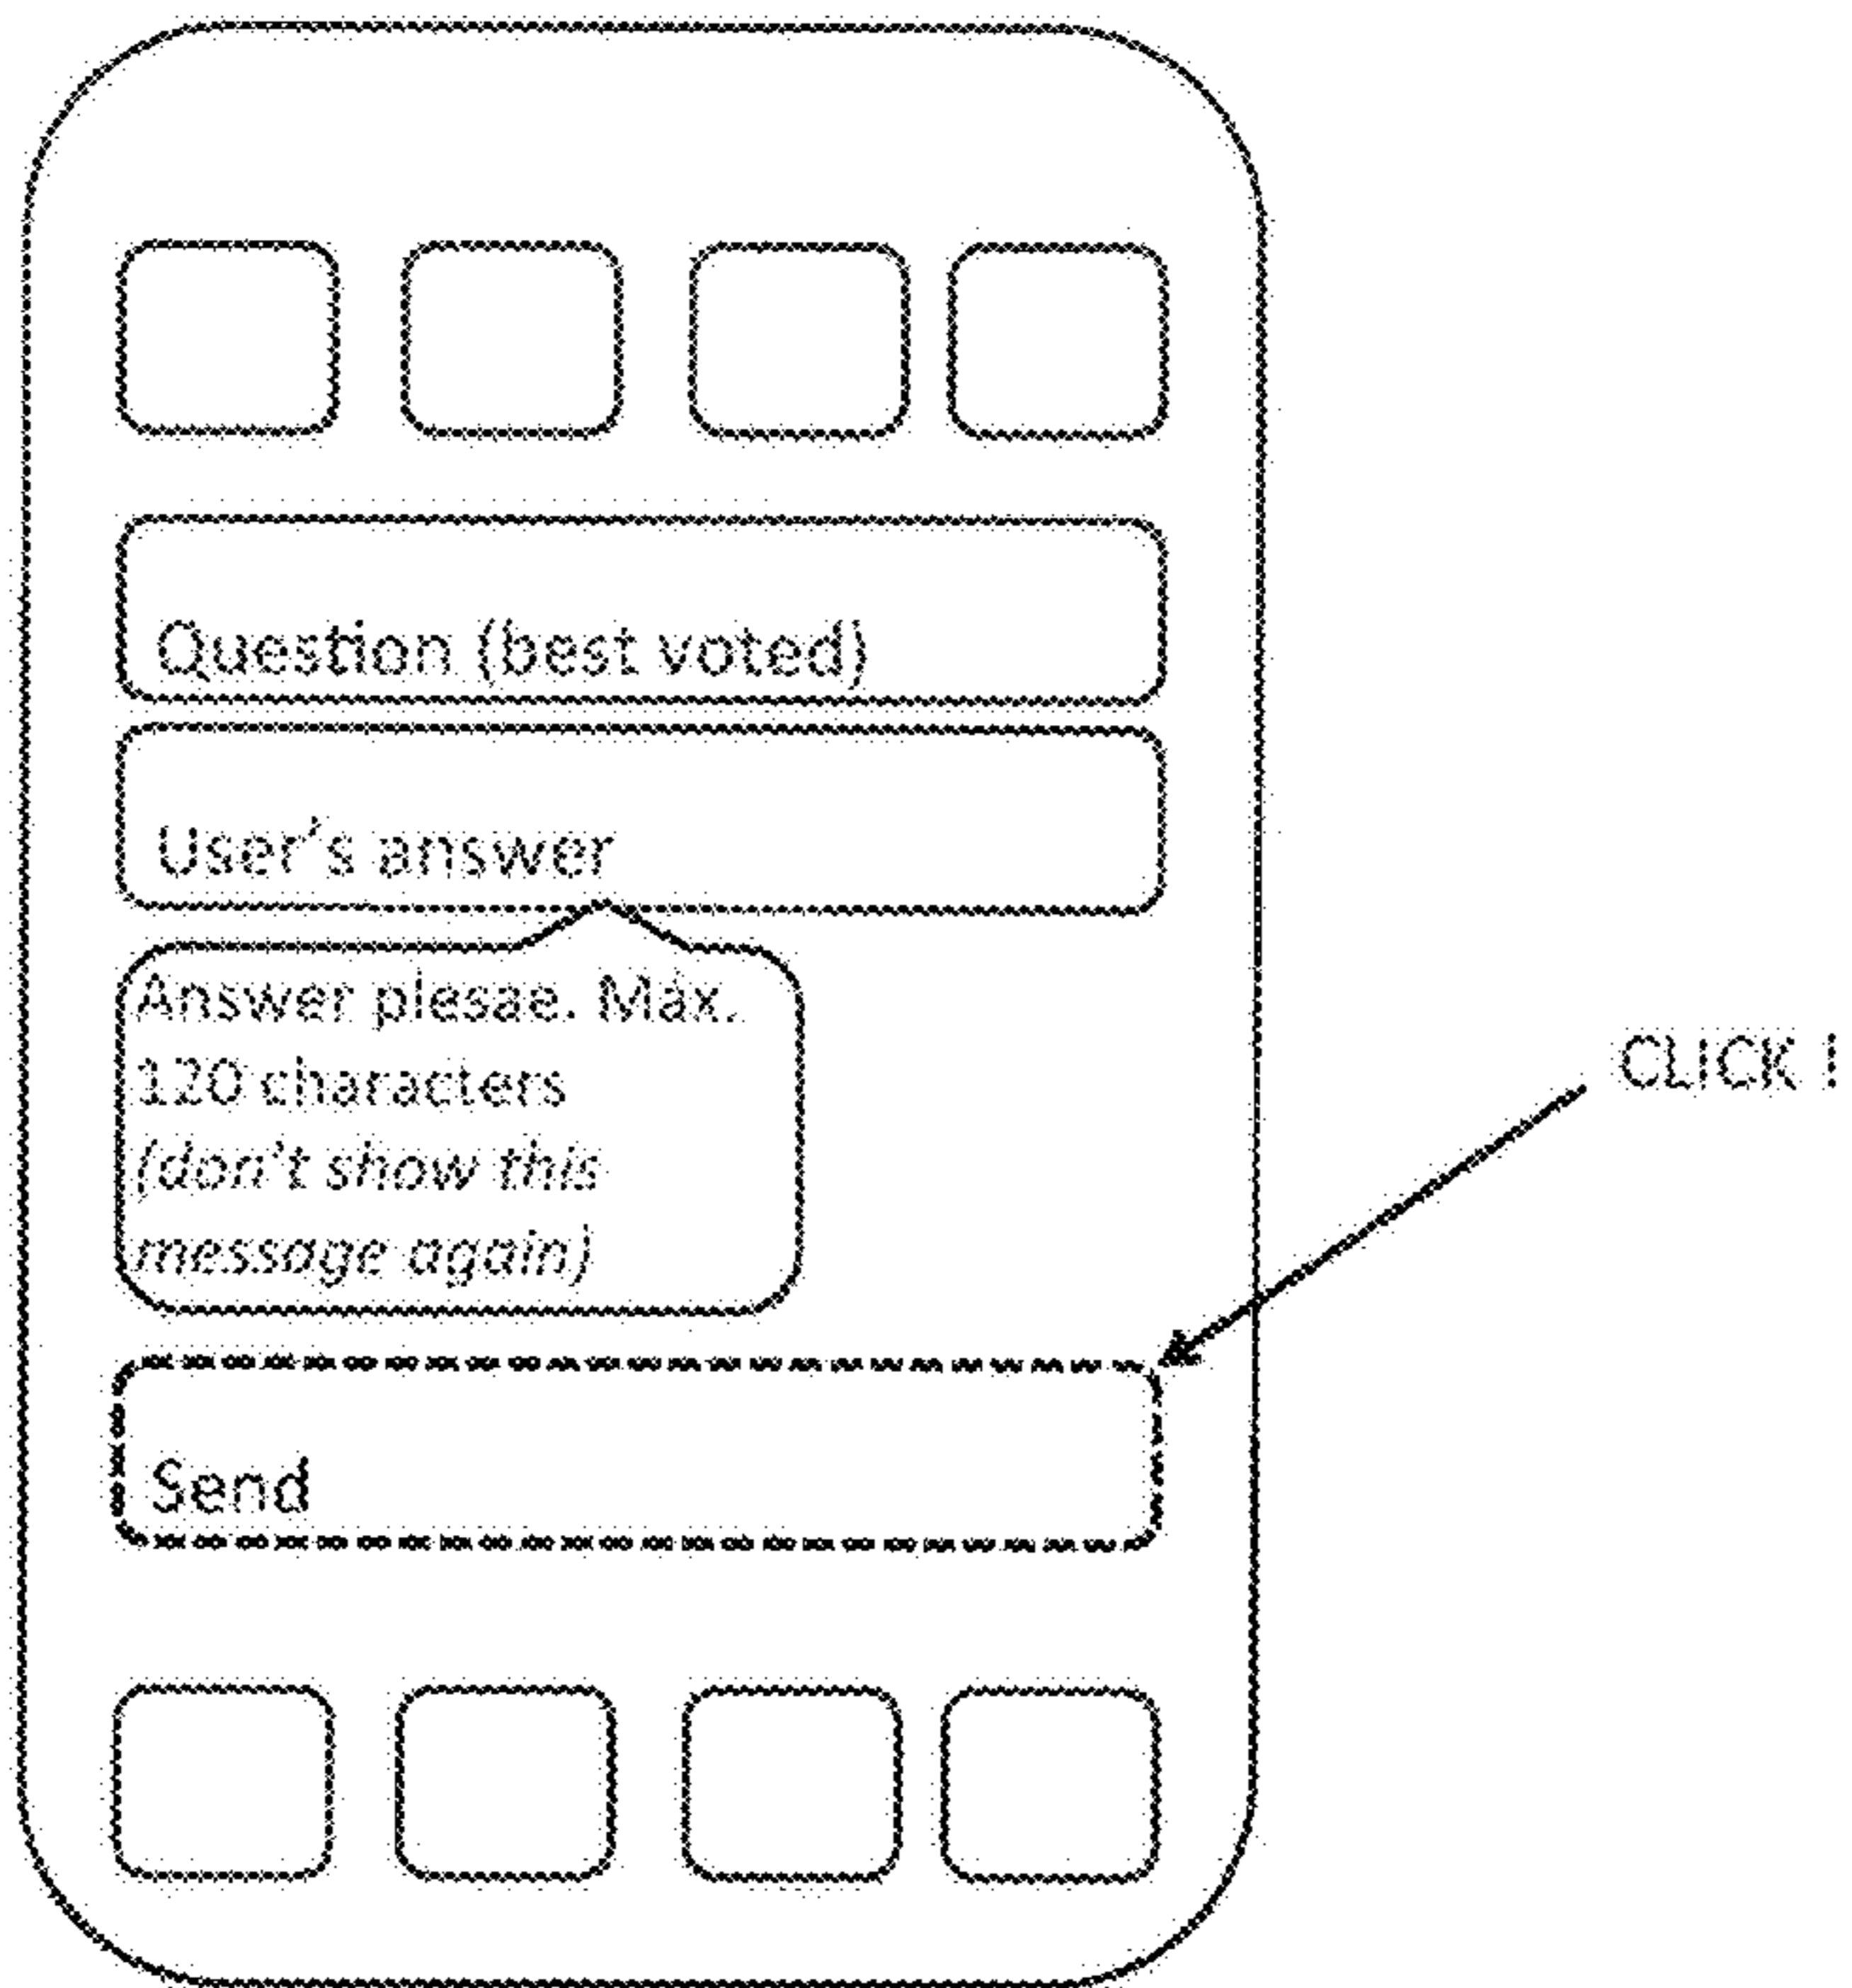 Question (best voted)
User's answer
Answer plesae. Max.
120 characters
(don't show this
message again)
CLICK !
Send